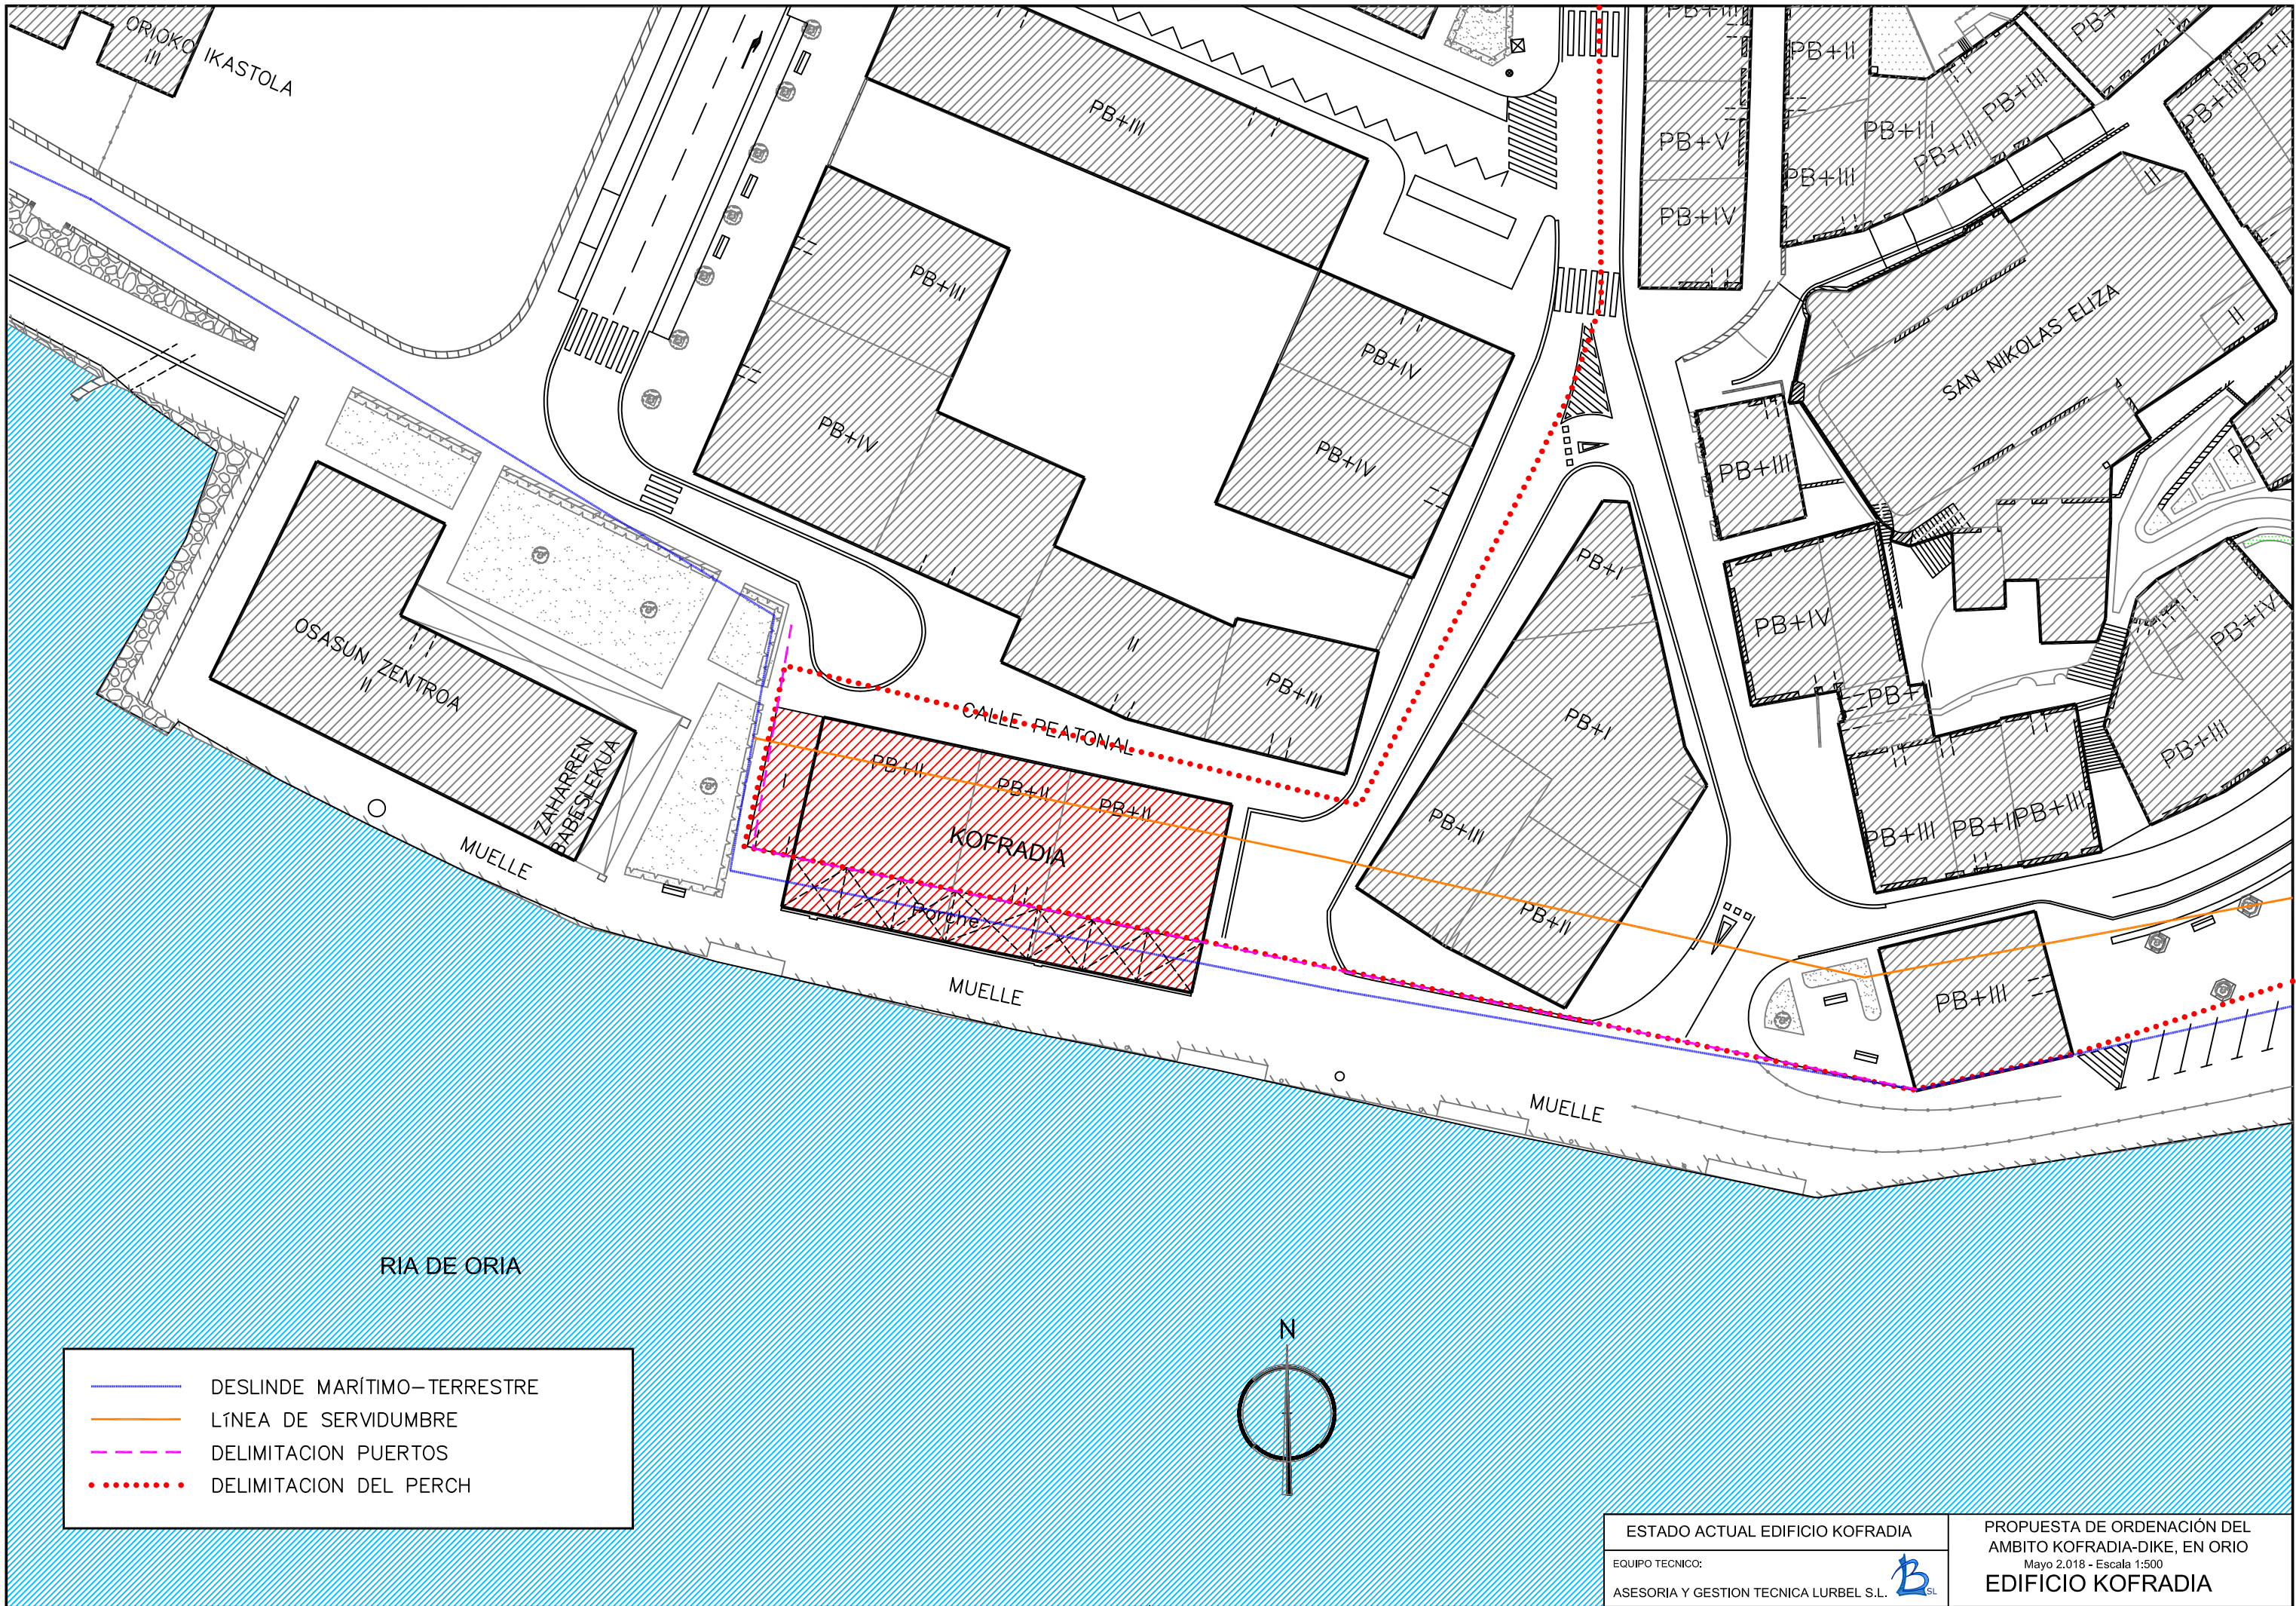 ORIOKO IKASTOLA
III
PB+III
PB+III
PB+IV
PB+IV
PB+IV
II
PB+III
PB+III
PB+V
PB+IV
PB+II
PB+III
PB+III
PB+II
PB+III
PB+III
PB+III
II
II
SAN NIKOLAS ELIZA
PB+IV
PB+III
PB+IV
PB+IV
PB+III
PB+III
PB+III
PB+I
PB+I
PB+III
PB+II
PB+III
OSASUN ZENTROA
II
ZAHARREN
BABESLEKUA
CALLE PEATONAL
I
PB+II
PB+II
PB+II
KOFRADIA
Porche
MUELLE
MUELLE
MUELLE
RIA DE ORIA
N
DESLINDE MARÍTIMO-TERRESTRE
LíNEA DE SERVIDUMBRE
DELIMITACION PUERTOS
DELIMITACION DEL PERCH
ESTADO ACTUAL EDIFICIO KOFRADIA
EQUIPO TECNICO:
ASESORIA Y GESTION TECNICA LURBEL S.L.
B SL
PROPUESTA DE ORDENACIÓN DEL
AMBITO KOFRADIA-DIKE, EN ORIO
Mayo 2.018 - Escala 1:500
EDIFICIO KOFRADIA